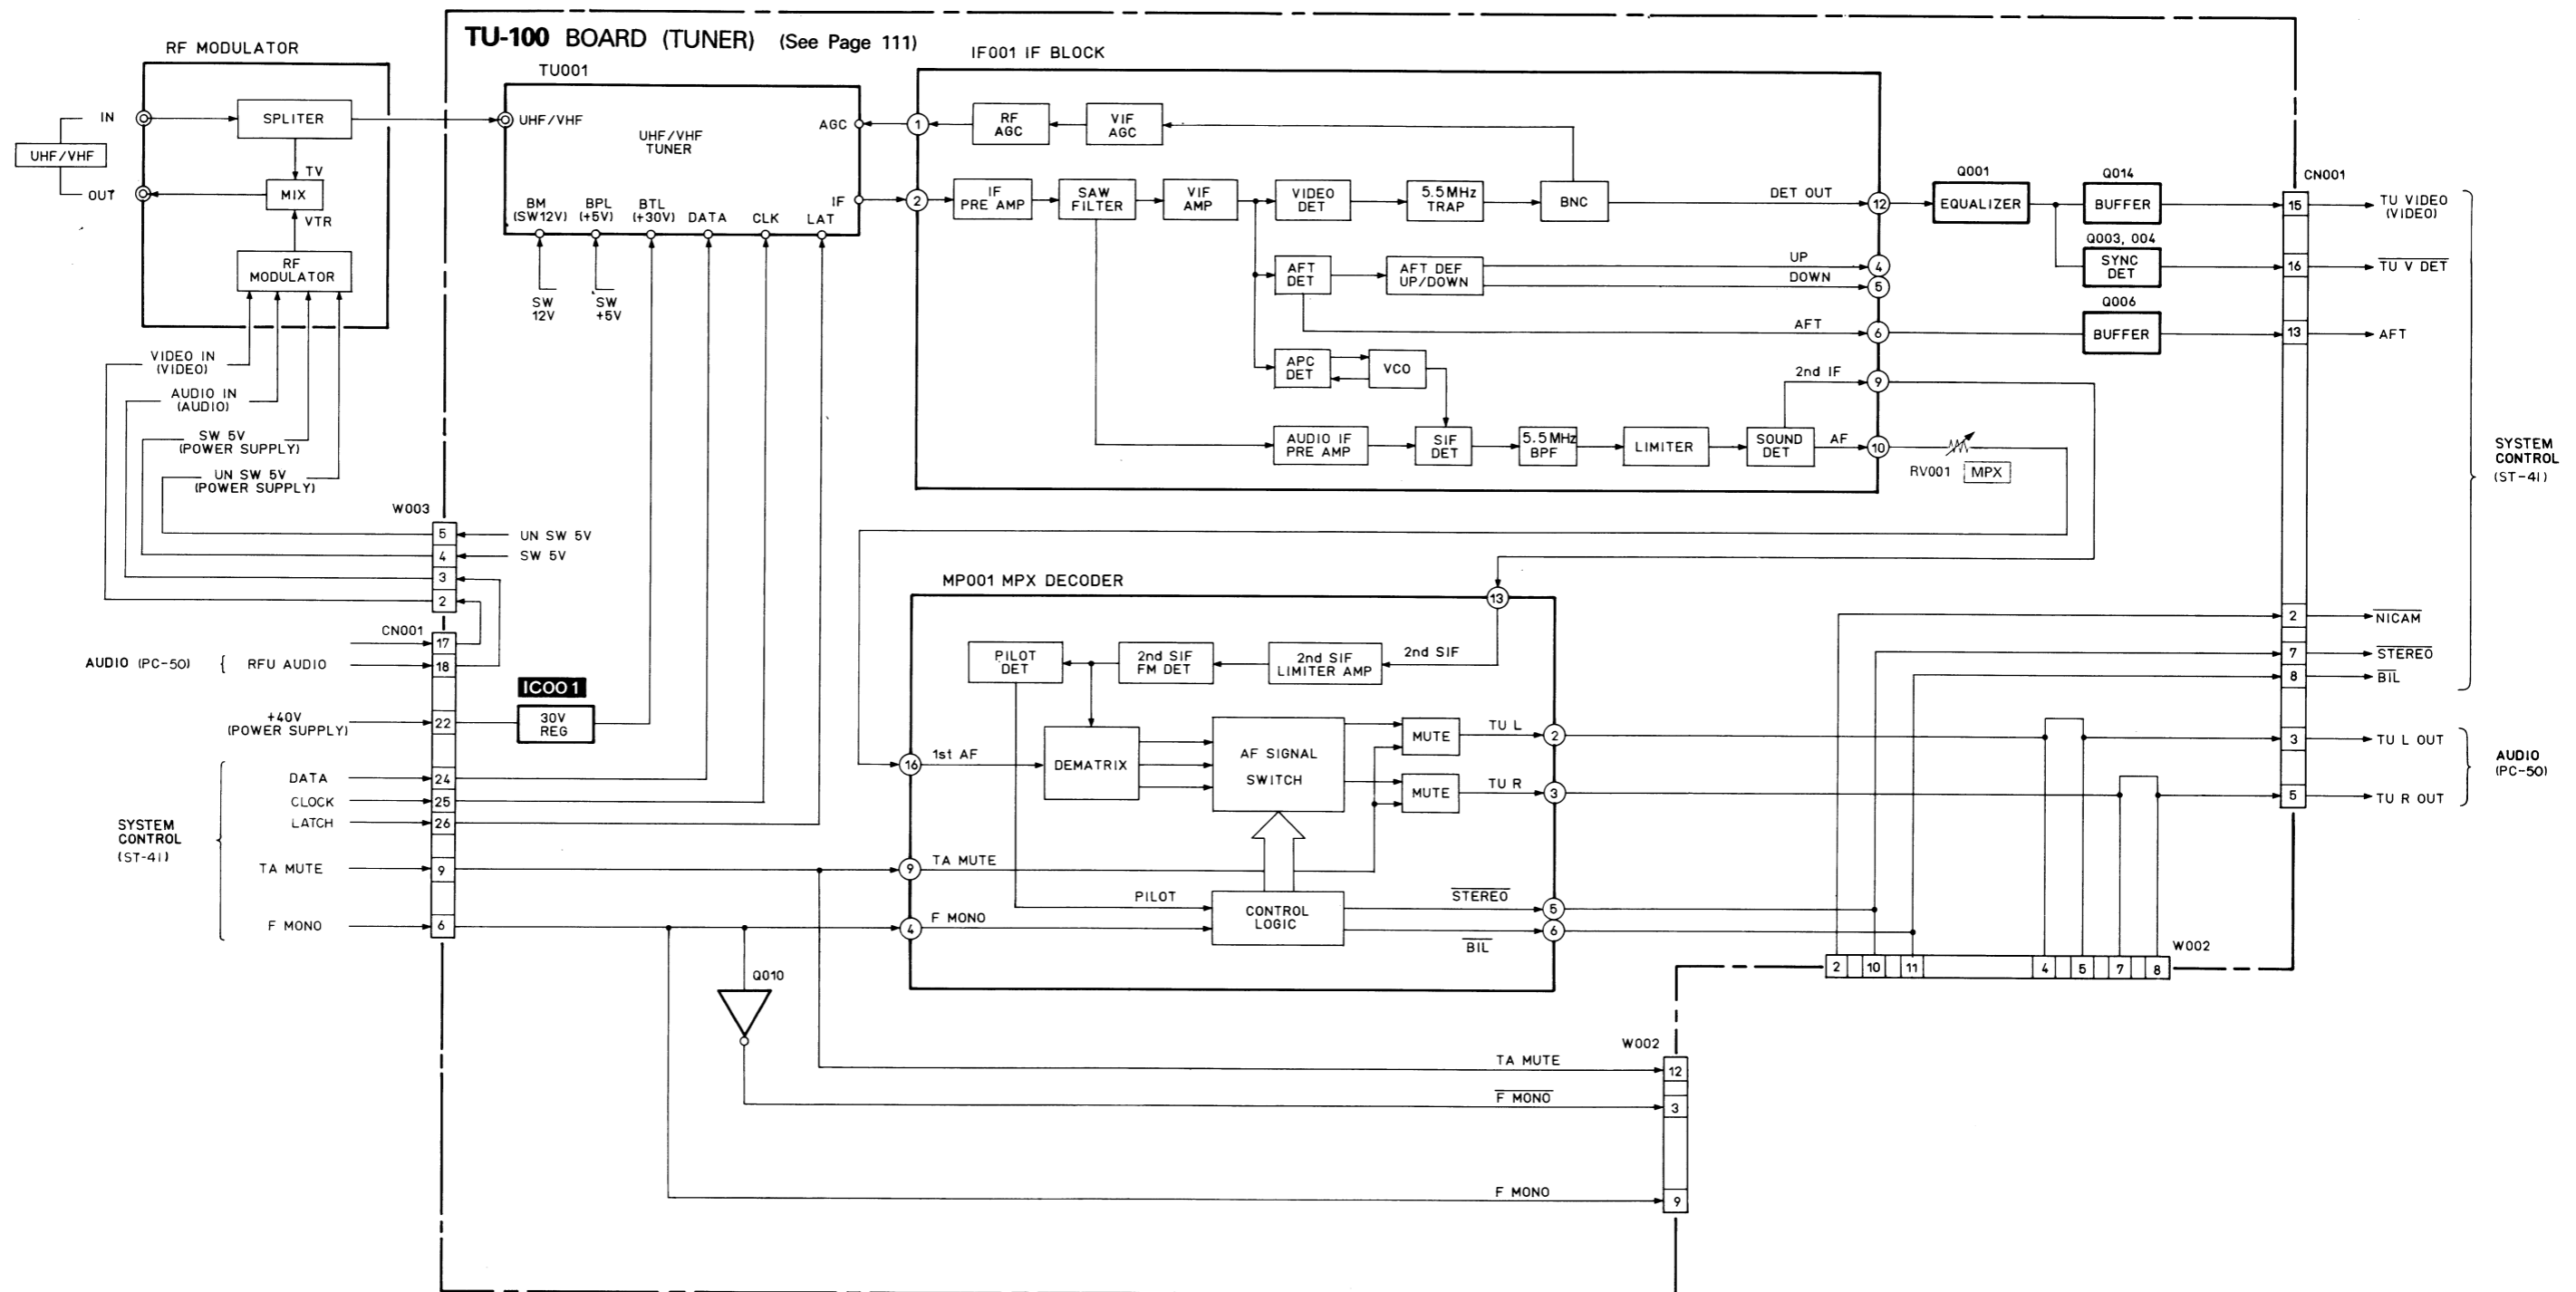 TU-100 BOARD (TUNER) (See Page 111)
RF MODULATOR
IN
UHF/VHF
OUT
SPLITER
TV
MIX
VTR
RF
MODULATOR
VIDEO IN
(VIDEO)
AUDIO IN
(AUDIO)
SW 5V
(POWER SUPPLY)
UN SW 5V
(POWER SUPPLY)
TU001
UHF/VHF
UHF/VHF
TUNER
AGC
IF
BM
(SW12V)
BPL
(+5V)
BTL
(+30V)
DATA
CLK
LAT
SW
12V
SW
+5V
IF001 IF BLOCK
1
RF
AGC
VIF
AGC
2
IF
PRE AMP
SAW
FILTER
VIF
AMP
VIDEO
DET
5.5MHz
TRAP
BNC
DET OUT
12
AFT
DET
AFT DEF
UP/DOWN
UP
4
DOWN
5
AFT
6
APC
DET
VCO
2nd IF
9
AUDIO IF
PRE AMP
SIF
DET
5.5MHz
BPF
LIMITER
SOUND
DET
AF
10
RV001 MPX
Q001
EQUALIZER
Q014
BUFFER
Q003, 004
SYNC
DET
Q006
BUFFER
CN001
15
TU VIDEO
(VIDEO)
16
TU V DET
13
AFT
2
NICAM
7
STEREO
8
BIL
3
TU L OUT
5
TU R OUT
SYSTEM
CONTROL
(ST-41)
AUDIO
(PC-50)
W003
5
UN SW 5V
4
SW 5V
3
2
CN001
17
AUDIO (PC-50) { RFU AUDIO
18
+40V
(POWER SUPPLY)
22
IC001
30V
REG
SYSTEM
CONTROL
(ST-41)
DATA
24
CLOCK
25
LATCH
26
TA MUTE
9
F MONO
6
MP001 MPX DECODER
13
PILOT
DET
2nd SIF
FM DET
2nd SIF
LIMITER AMP
2nd SIF
16
1st AF
DEMATRIX
AF SIGNAL
SWITCH
MUTE
TU L
2
MUTE
TU R
3
9
TA MUTE
PILOT
CONTROL
LOGIC
STEREO
5
4
F MONO
BIL
6
Q010
W002
2
10
11
4
5
7
8
W002
TA MUTE
12
F MONO
3
F MONO
9